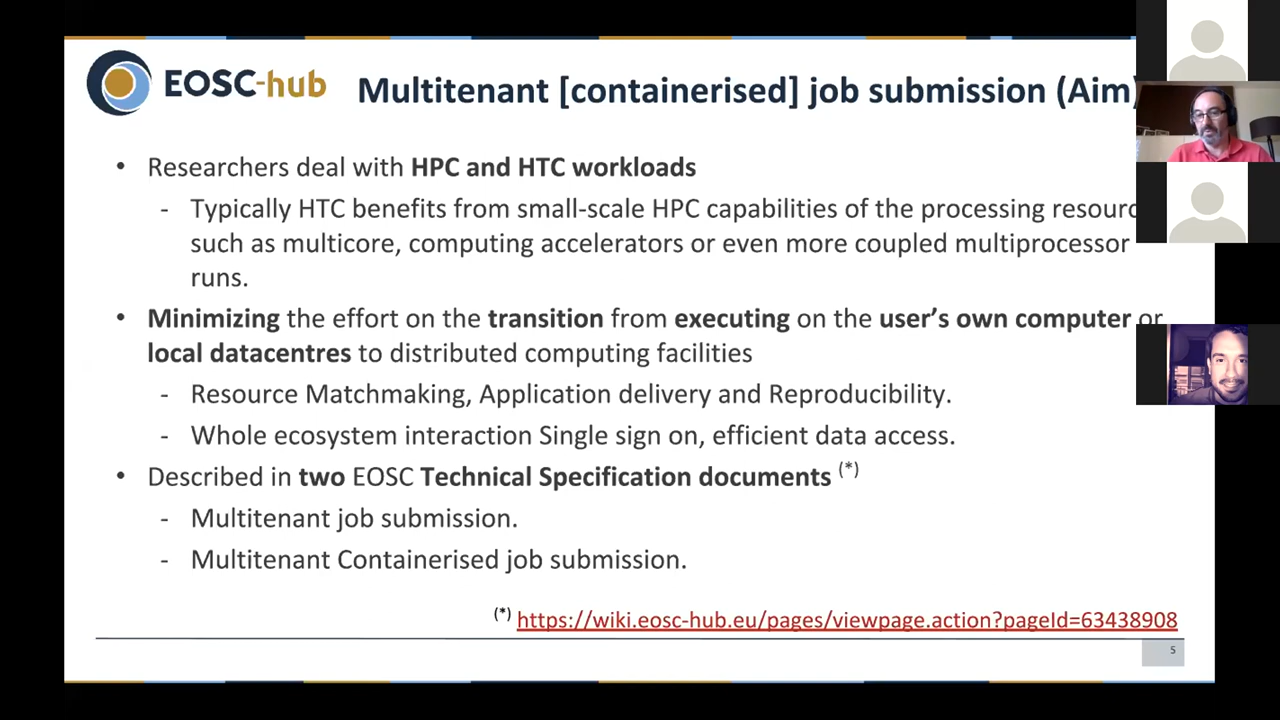 EOSC-hub
Multitenant [containerised] job submission (Aim)
• Researchers deal with HPC and HTC workloads
- Typically HTC benefits from small-scale HPC capabilities of the processing
such as multicore, computing accelerators or even more coupled multiprocessor
runs.
• Minimizing the effort on the transition from executing on the user's own computer or
local datacentres to distributed computing facilities
- Resource Matchmaking, Application delivery and Reproducibility.
- Whole ecosystem interaction Single sign on, efficient data access.
• Described in two EOSC Technical Specification documents (*)
- Multitenant job submission.
- Multitenant Containerised job submission.
(*) https://wiki.eosc-hub.eu/pages/viewpage.action?pageId=63438908
5